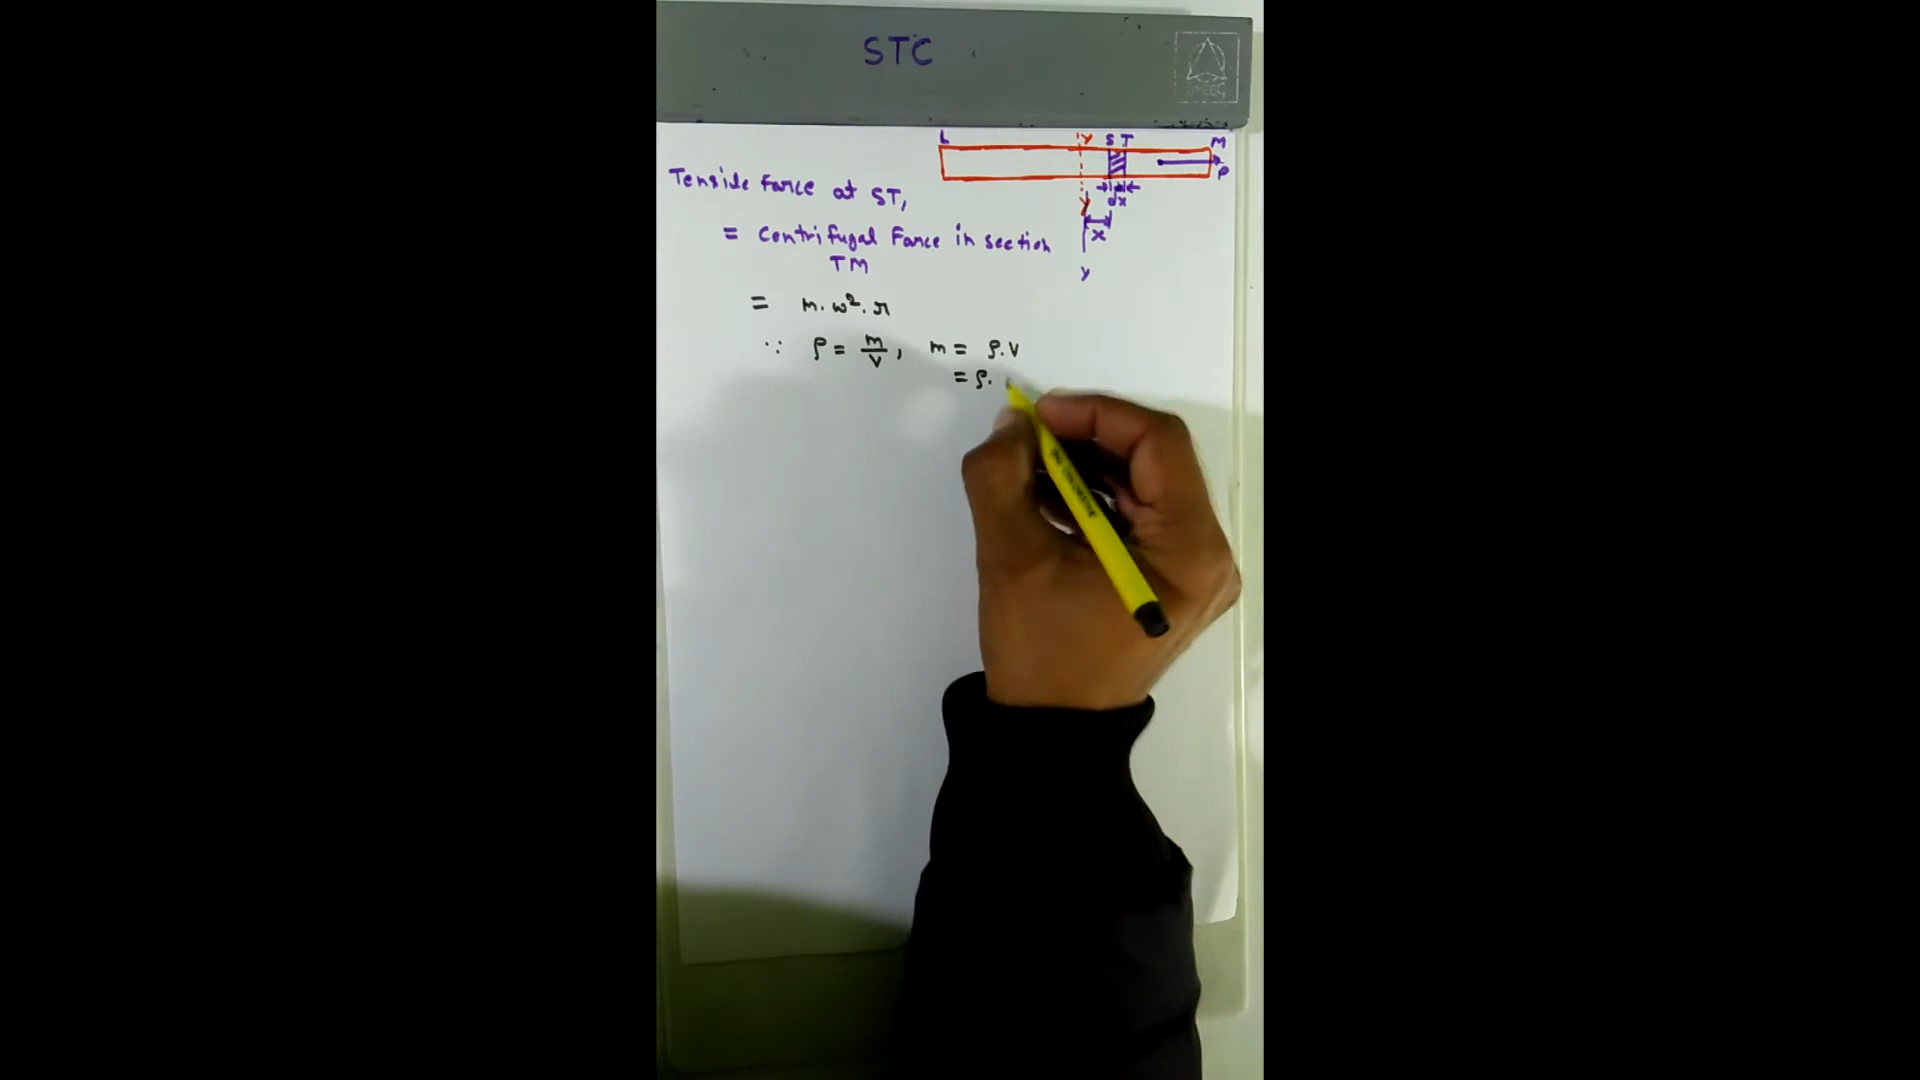 STC
L Y S T M
P
Tensile Force at ST,
dx
Y
= Centrifugal Force in section
x
TM
y
= m.ω².r
∵ ρ = m/V, m = ρ.V
= ρ.